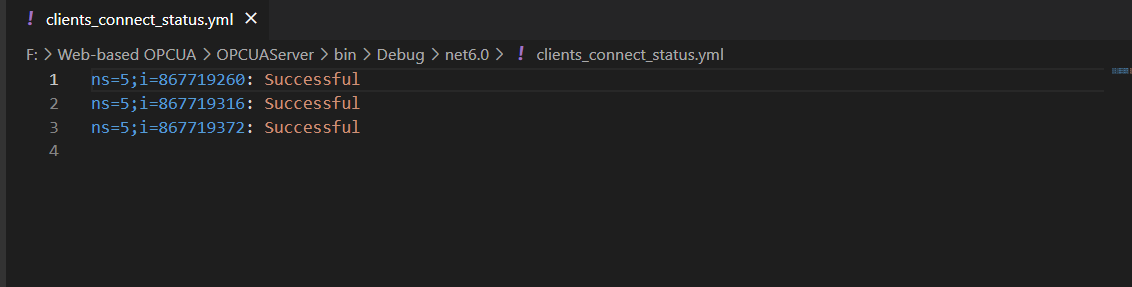 ! clients_connect_status.yml ×
F: > Web-based OPCUA > OPCUAServer > bin > Debug > net6.0 > ! clients_connect_status.yml
1 ns=5;i=867719260: Successful
2 ns=5;i=867719316: Successful
3 ns=5;i=867719372: Successful
4